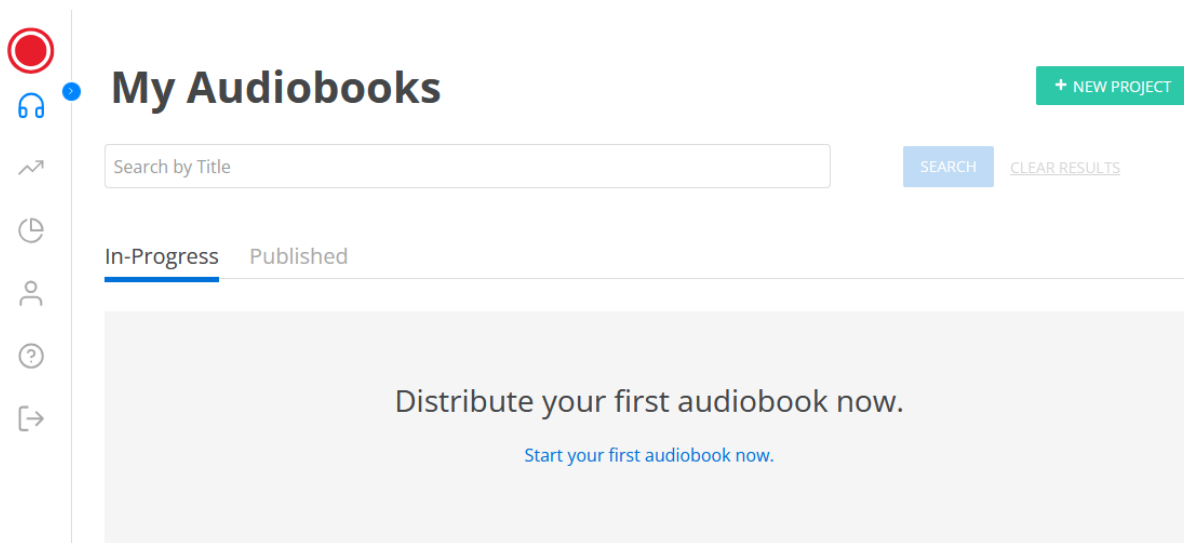 My Audiobooks
+ NEW PROJECT
Search by Title
SEARCH
CLEAR RESULTS
In-Progress
Published
Distribute your first audiobook now.
Start your first audiobook now.